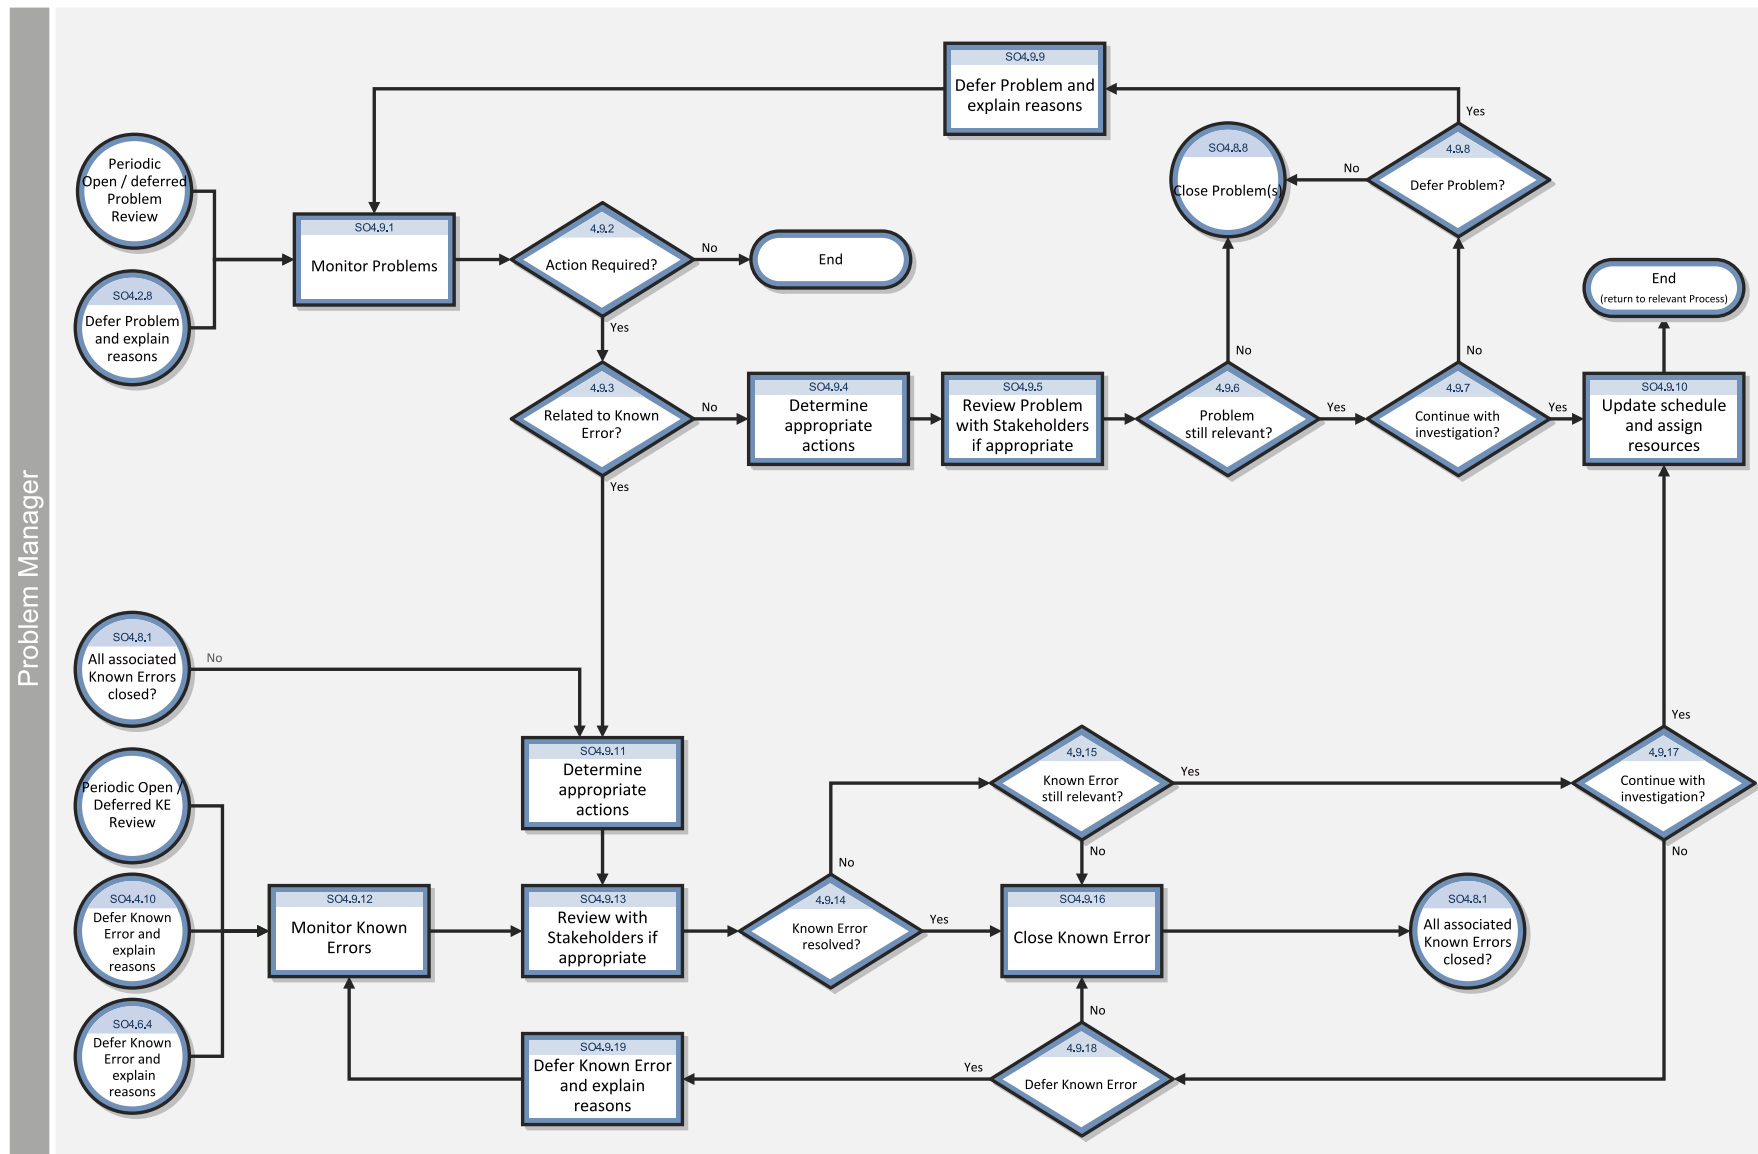 Problem Manager
SO4.9.9
Defer Problem and
explain reasons
Yes
SO4.8.8
Close Problem(s)
No
4.9.8
Defer Problem?
Periodic
Open / deferred
Problem
Review
SO4.9.1
Monitor Problems
4.9.2
Action Required?
No
End
Yes
SO4.2.8
Defer Problem
and explain
reasons
End
(return to relevant Process)
4.9.3
Related to Known
Error?
No
Yes
SO4.9.4
Determine
appropriate
actions
SO4.9.5
Review Problem
with Stakeholders
if appropriate
No
4.9.6
Problem
still relevant?
Yes
No
4.9.7
Continue with
investigation?
Yes
SO4.9.10
Update schedule
and assign
resources
SO4.8.1
All associated
Known Errors
closed?
No
SO4.9.11
Determine
appropriate
actions
4.9.15
Known Error
still relevant?
Yes
No
Yes
4.9.17
Continue with
investigation?
No
Periodic Open /
Deferred KE
Review
SO4.4.10
Defer Known
Error and
explain
reasons
SO4.6.4
Defer Known
Error and
explain
reasons
SO4.9.12
Monitor Known
Errors
SO4.9.13
Review with
Stakeholders if
appropriate
No
4.9.14
Known Error
resolved?
Yes
SO4.9.16
Close Known Error
SO4.8.1
All associated
Known Errors
closed?
No
4.9.18
Defer Known Error
Yes
SO4.9.19
Defer Known Error
and explain
reasons